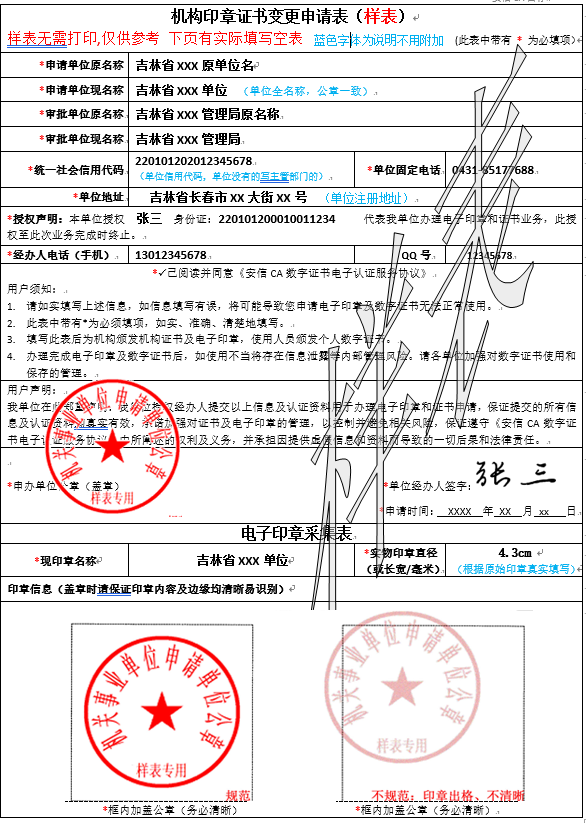 机构印章证书变更申请表（样表）
样表无需打印,仅供参考 下页有实际填写空表 蓝色字体为说明不用附加 (此表中带有 * 为必填项)
*申请单位原名称 吉林省 XXX 原单位名
*申请单位现名称 吉林省 XXX 单位 （单位全名称，公章一致）
*审批单位原名称 吉林省 XXX 管理局原名称
*审批单位现名称 吉林省 XXX 管理局
*统一社会信用代码 220101202012345678 *单位固定电话 0431-85177688
（单位信用代码，单位没有的写主管部门的）
*单位地址 吉林省长春市 XX 大街 XX 号 （单位注册地址）
*授权声明：本单位授权 张三 身份证：220101200010011234 代表我单位办理电子印章和证书业务，此授
权至此次业务完成时终止。
*经办人电话（手机） 13012345678 QQ 号 12345678
*✓已阅读并同意《安信 CA 数字证书电子认证服务协议》
用户须知：
1. 请如实填写上述信息，如信息填写有误，将可能导致您申请电子印章及数字证书无法正常使用。
2. 此表中带有*为必须填项，如实、准确、清楚地填写。
3. 填写此表后为机构颁发机构证书及电子印章，使用人员颁发个人数字证书。
4. 办理完成电子印章及数字证书后，如使用不当将存在信息泄露等内部管理风险。请各单位加强对数字证书使用和
保存的管理。
用户声明：
我单位在此郑重声明，我单位授权经办人提交以上信息及认证资料用于办理电子印章和证书申请，保证提交的所有信
息及认证资料的真实有效，承诺加强对证书及电子印章的管理，以控制并避免相关风险，保证遵守《安信 CA 数字证
书电子认证服务协议》中所阐述的权利及义务，并承担因提供虚假信息和资料而导致的一切后果和法律责任。
机关事业单位申请单位公章
样表专用
*申办单位公章（盖章） *单位经办人签字： 张三
*申请时间： XXXX 年 XX 月 xx 日
电子印章采集表
*现印章名称 吉林省 XXX 单位 *实物印章直径 4.3cm
（或长宽/毫米） （根据原始印章真实填写）
印章信息（盖章时请保证印章内容及边缘均清晰易识别）
机关事业单位申请单位公章
样表专用
规范
机关事业单位申请单位公章
样表专用
不规范：印章出格、不清晰
*框内加盖公章（务必清晰） *框内加盖公章（务必清晰）
样张